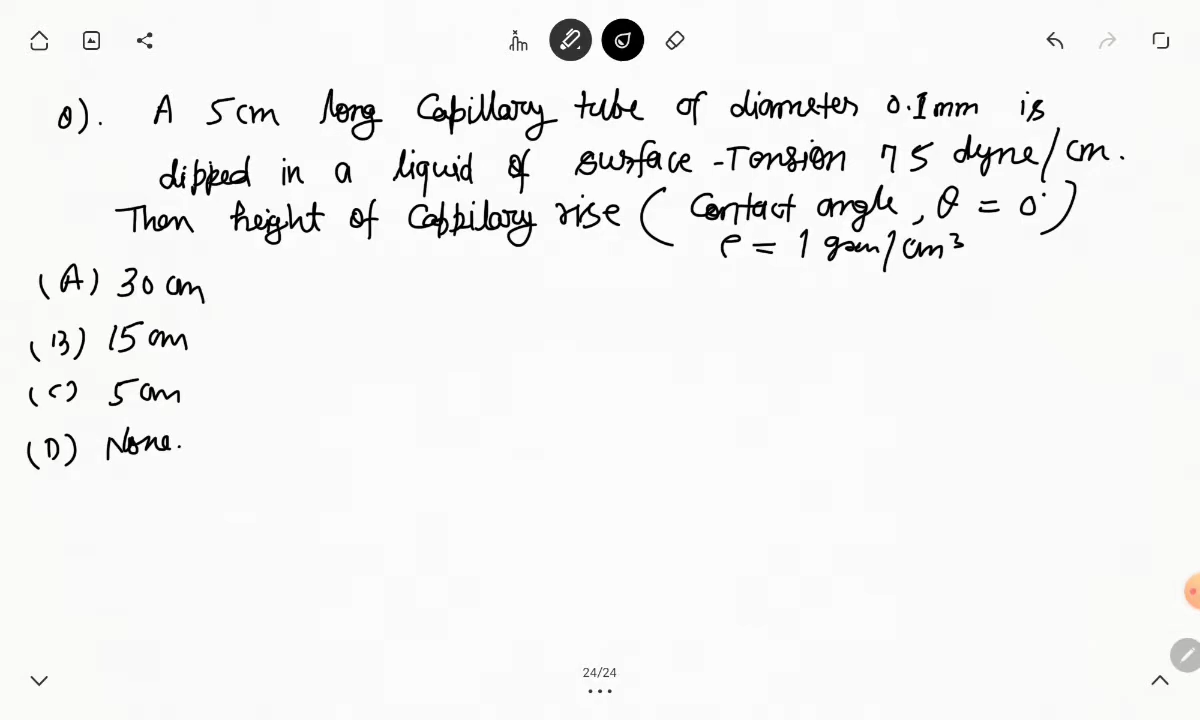 Q). A 5cm long Capillary tube of diameter 0.1mm is
dipped in a liquid of surface-Tension 75 dyne/cm.
Then height of Cappilary rise ( Contact angle, θ = 0° )
ρ = 1 gm/cm³
(A) 30 cm
(B) 15 cm
(C) 5 cm
(D) None.
24/24